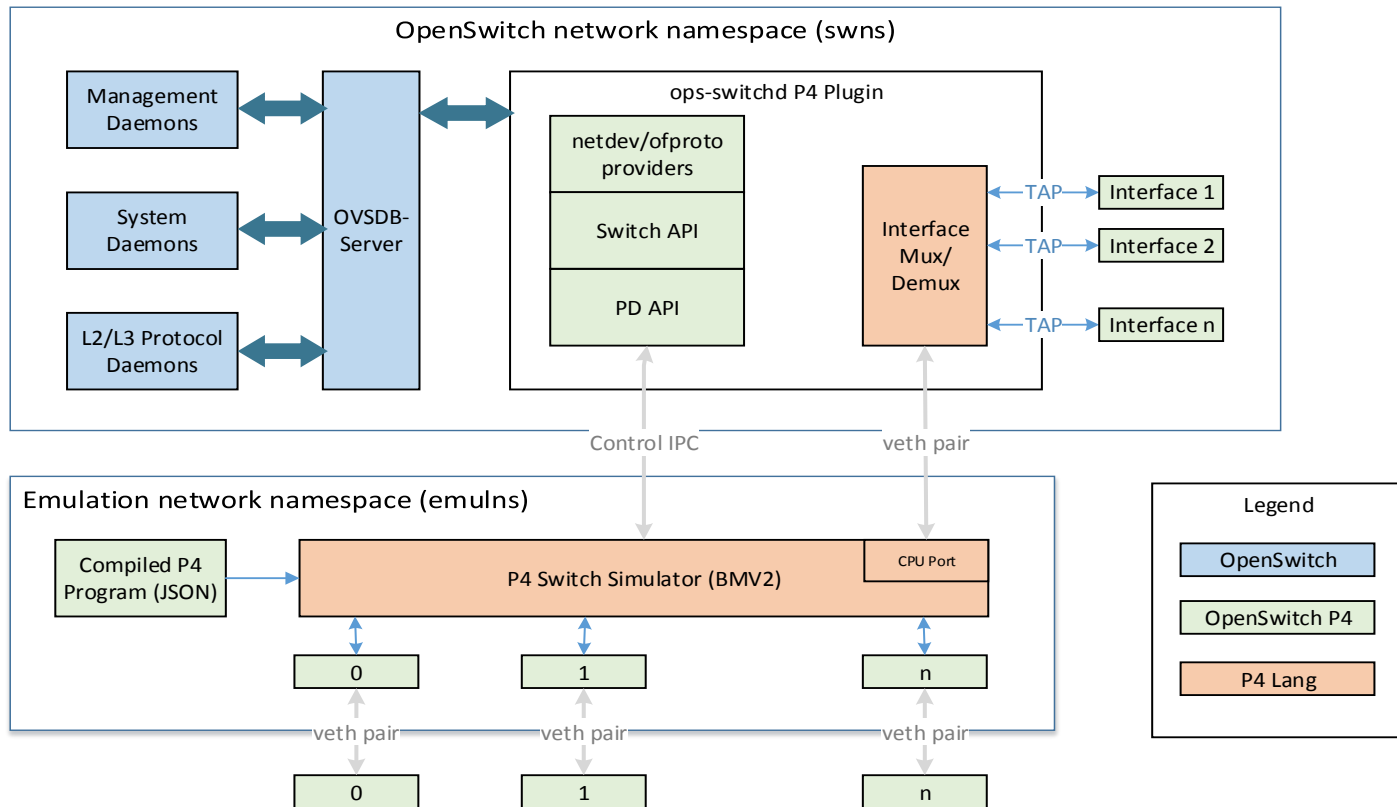 OpenSwitch network namespace (swns)
Management
Daemons
System
Daemons
L2/L3 Protocol
Daemons
OVSDB-
Server
ops-switchd P4 Plugin
netdev/ofproto
providers
Switch API
PD API
Interface
Mux/
Demux
TAP
Interface 1
TAP
Interface 2
TAP
Interface n
Control IPC
veth pair
Emulation network namespace (emulns)
Compiled P4
Program (JSON)
P4 Switch Simulator (BMV2)
CPU Port
0
1
n
veth pair
veth pair
veth pair
0
1
n
Legend
OpenSwitch
OpenSwitch P4
P4 Lang